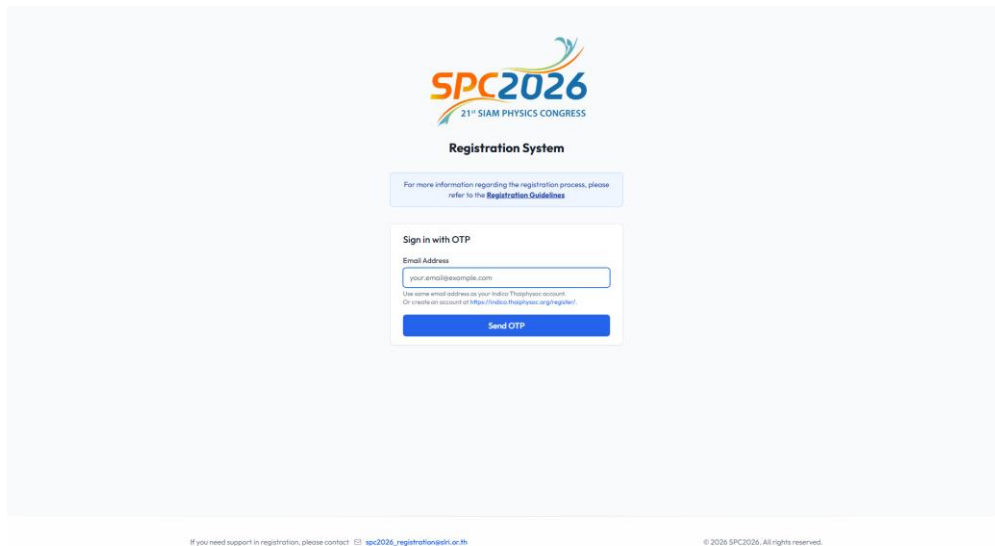 SPC2026
21st SIAM PHYSICS CONGRESS
Registration System
For more information regarding the registration process, please
refer to the Registration Guidelines
Sign in with OTP
Email Address
your.email@example.com
Use same email address as your Indico Thaiphysoc account.
Or create an account at https://indico.thaiphysoc.org/register/.
Send OTP
If you need support in registration, please contact spc2026_registration@slri.or.th
© 2026 SPC2026. All rights reserved.